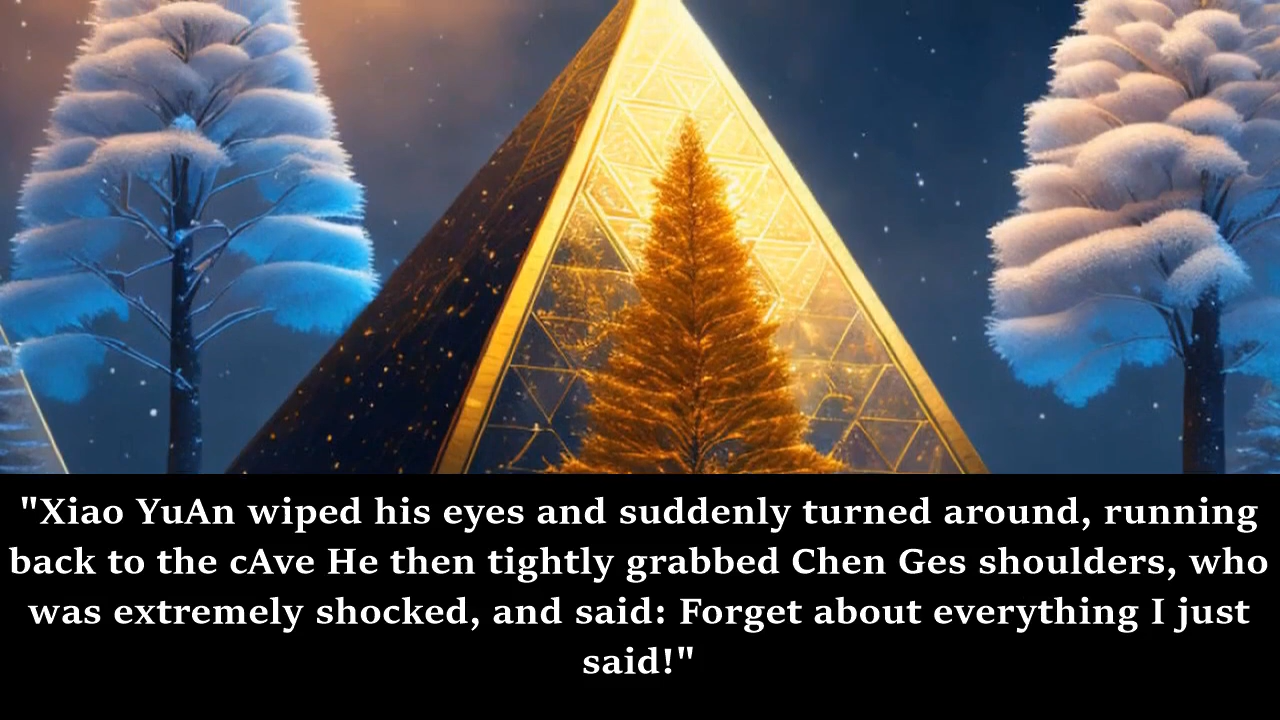 "Xiao YuAn wiped his eyes and suddenly turned around, running
back to the cAve He then tightly grabbed Chen Ges shoulders, who
was extremely shocked, and said: Forget about everything I just
said!"